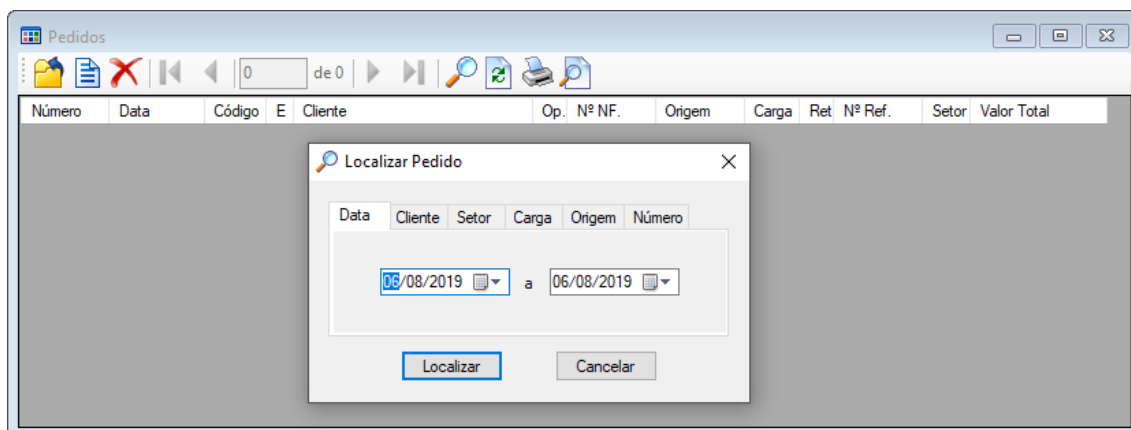 Pedidos
0 de 0
Número Data Código E Cliente Op. Nº NF. Origem Carga Ret Nº Ref. Setor Valor Total
Localizar Pedido
Data Cliente Setor Carga Origem Número
06/08/2019 a 06/08/2019
Localizar Cancelar